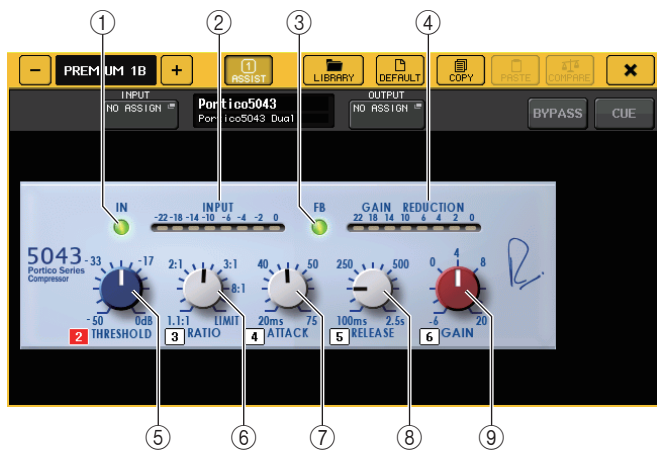 ① ② ③ ④
− PREMIUM 1B + 1 ASSIST LIBRARY DEFAULT COPY PASTE COMPARE ×
INPUT
NO ASSIGN
Portico5043
Portico5043 Dual
OUTPUT
NO ASSIGN
BYPASS CUE
IN INPUT FB GAIN REDUCTION
-22 -18 -14 -10 -6 -4 -2 0
22 18 14 10 6 4 2 0
5043
Portico Series
Compressor
-33 -17
-50 0dB
2 THRESHOLD
2:1 3:1
8:1
1.1:1 LIMIT
3 RATIO
40 50
20ms 75
4 ATTACK
250 500
100ms 2.5s
5 RELEASE
0 4 8
-6 20
6 GAIN
⑤ ⑥ ⑦ ⑧ ⑨